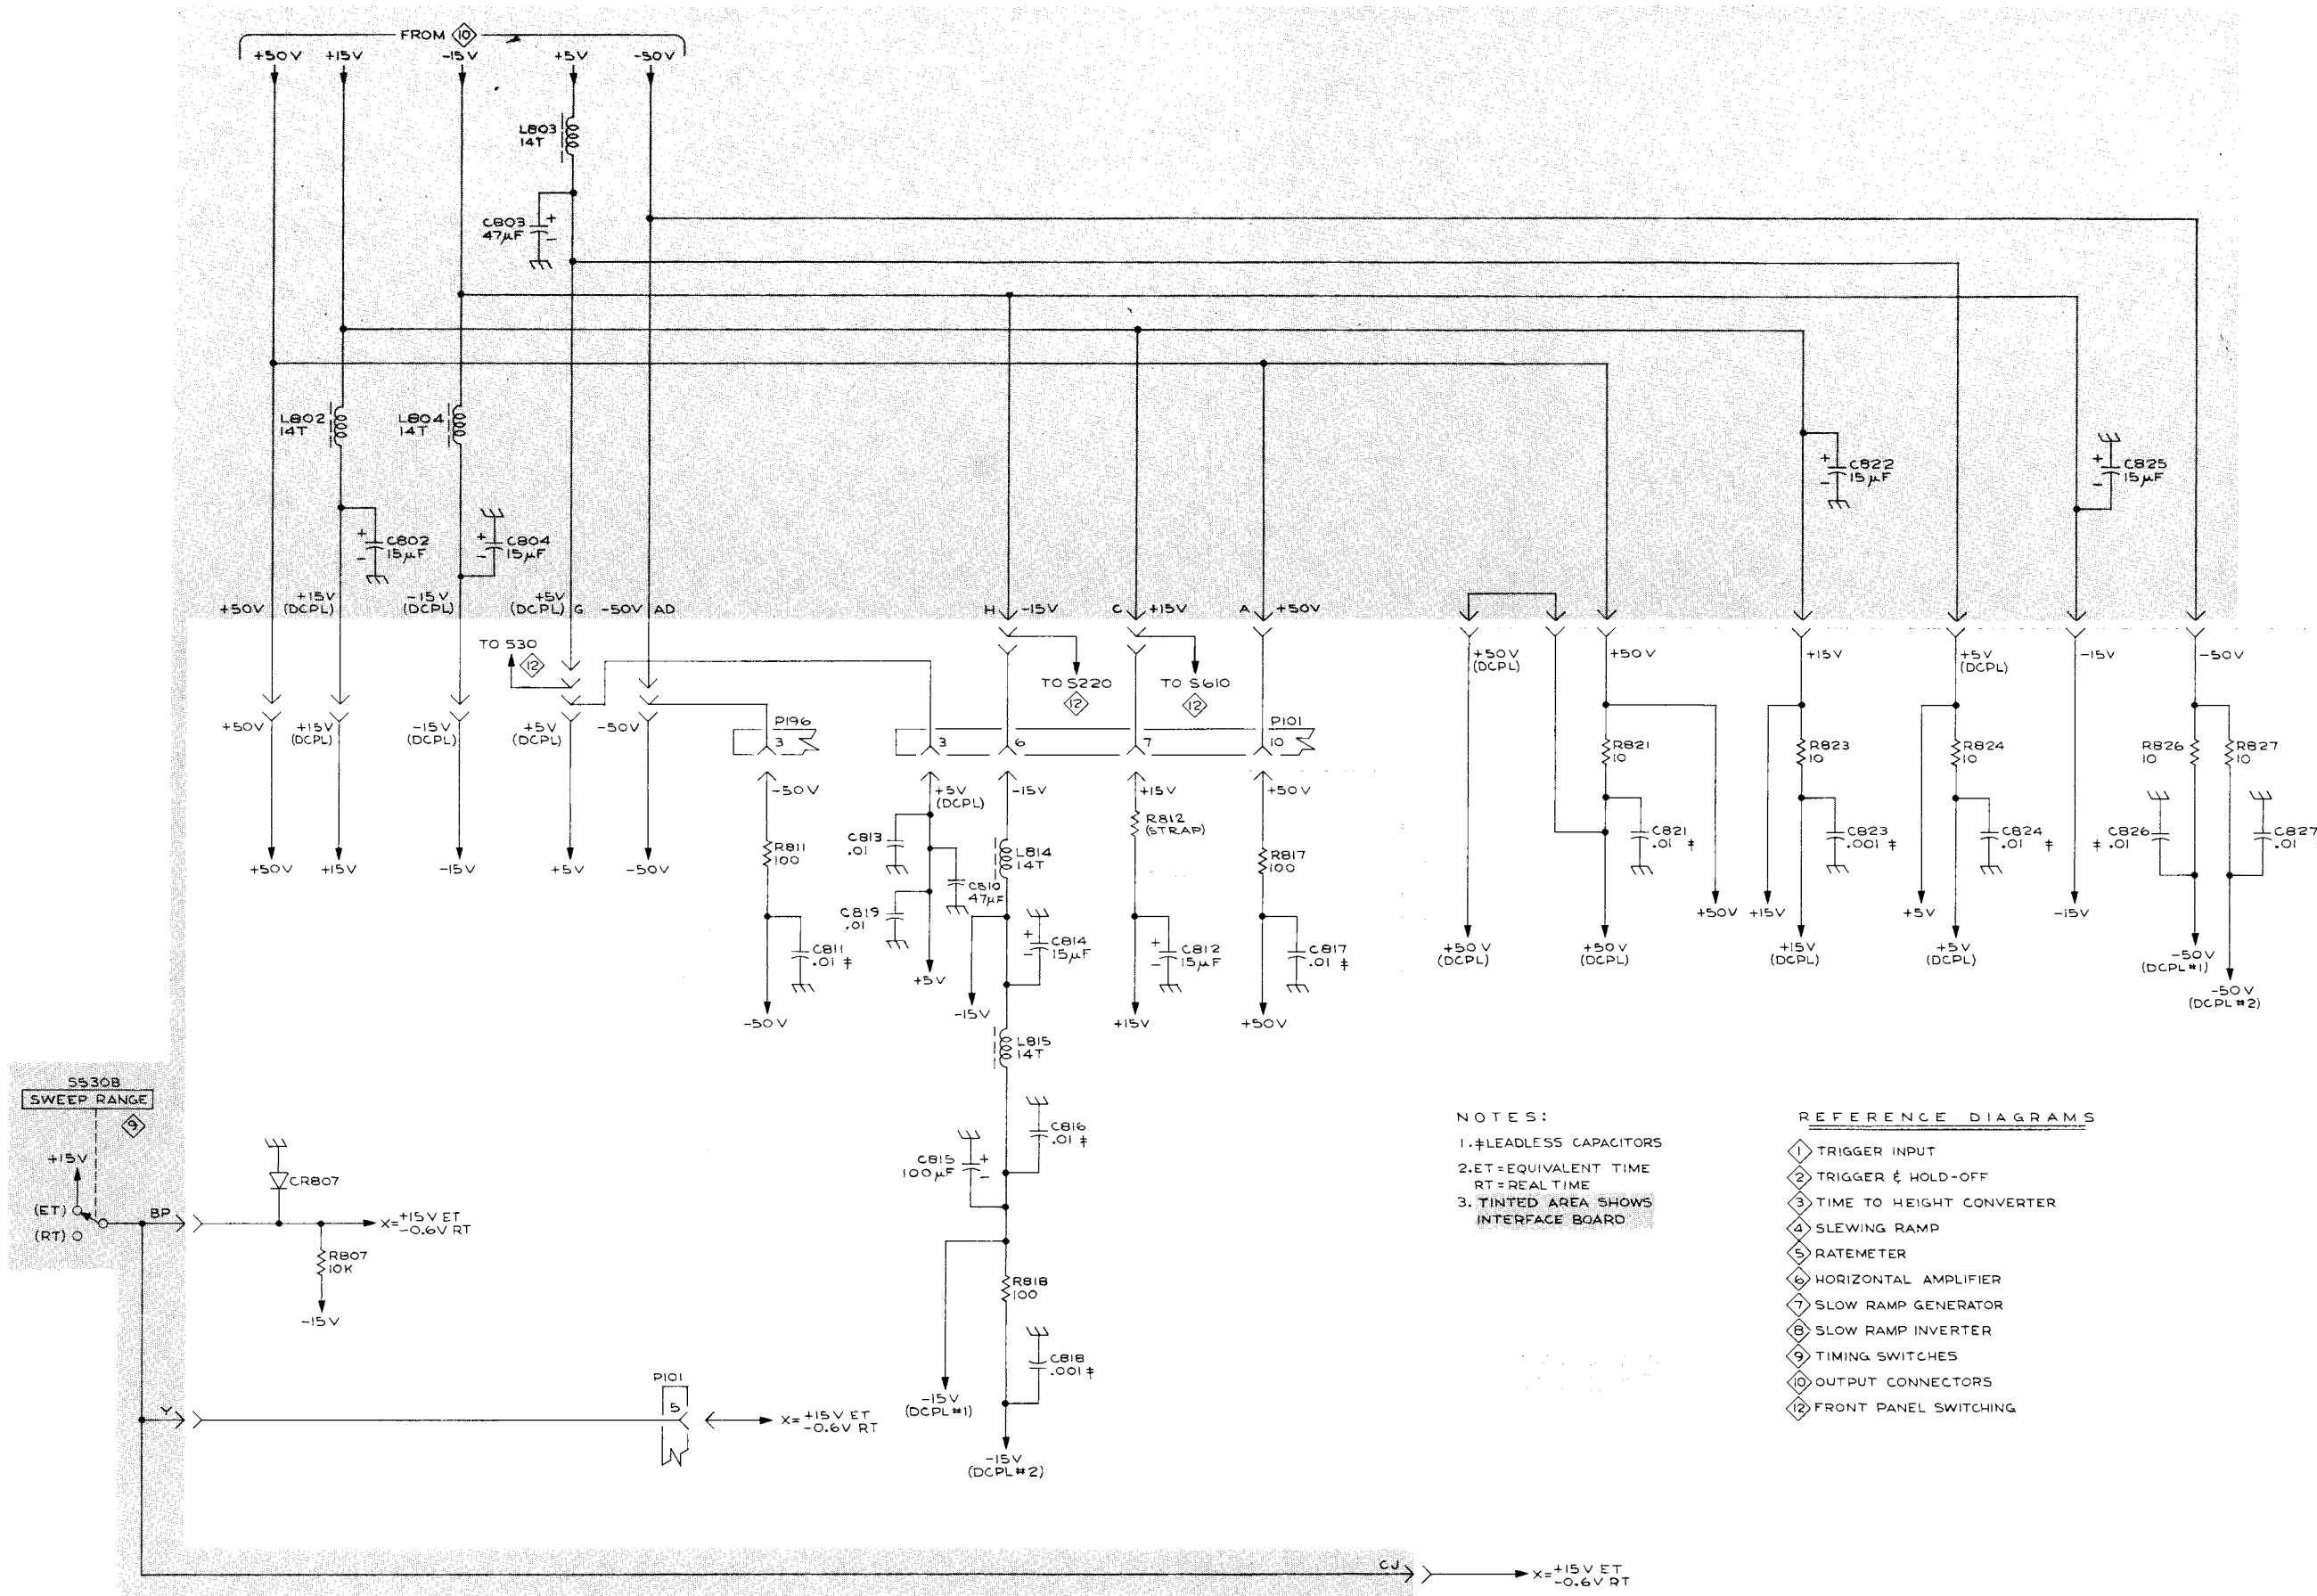 FROM 10
+50V +15V -15V +5V -50V
L803
14T
C803
47µF
+
-
L802
14T
L804
14T
+
-
C802
15µF
+
-
C804
15µF
+
-
C822
15µF
+
-
C825
15µF
+50V
+15V
(DCPL)
-15V
(DCPL)
+5V
(DCPL) G
-50V AD
H -15V
C +15V
A +50V
TO S30
12
TO S220
12
TO S610
12
+50V
+15V
(DCPL)
-15V
(DCPL)
+5V
(DCPL)
-50V
P196
3
3
6
7
10
P101
+50V
(DCPL)
+50V
+15V
+5V
(DCPL)
-15V
-50V
-50V
+5V
(DCPL)
-15V
+15V
+50V
R821
10
R823
10
R824
10
R826
10
R827
10
+50V
+15V
-15V
+5V
-50V
R811
100
C813
.01
L814
14T
R812
(STRAP)
R817
100
C821
.01 ‡
C823
.001 ‡
C824
.01 ‡
C826
‡ .01
C827
.01
C810
47µF
C819
.01
C811
.01 ‡
+
-
C814
15µF
+
-
C812
15µF
C817
.01 ‡
+50V
(DCPL)
+50V
(DCPL)
+50V
+15V
+15V
(DCPL)
+5V
+5V
(DCPL)
-15V
-50V
(DCPL#1)
-50V
(DCPL#2)
-50V
+5V
-15V
+15V
+50V
L815
14T
C816
.01 ‡
C815
100µF
+
-
R818
100
C818
.001 ‡
-15V
(DCPL#1)
-15V
(DCPL#2)
S530B
SWEEP RANGE
9
+15V
(ET)
(RT)
BP
CR807
X=+15V ET
-0.6V RT
R807
10K
-15V
Y
P101
5
X=+15V ET
-0.6V RT
CJ
X=+15V ET
-0.6V RT
NOTES:
1.‡LEADLESS CAPACITORS
2.ET=EQUIVALENT TIME
RT=REAL TIME
3. TINTED AREA SHOWS
INTERFACE BOARD
REFERENCE DIAGRAMS
1 TRIGGER INPUT
2 TRIGGER & HOLD-OFF
3 TIME TO HEIGHT CONVERTER
4 SLEWING RAMP
5 RATEMETER
6 HORIZONTAL AMPLIFIER
7 SLOW RAMP GENERATOR
8 SLOW RAMP INVERTER
9 TIMING SWITCHES
10 OUTPUT CONNECTORS
12 FRONT PANEL SWITCHING